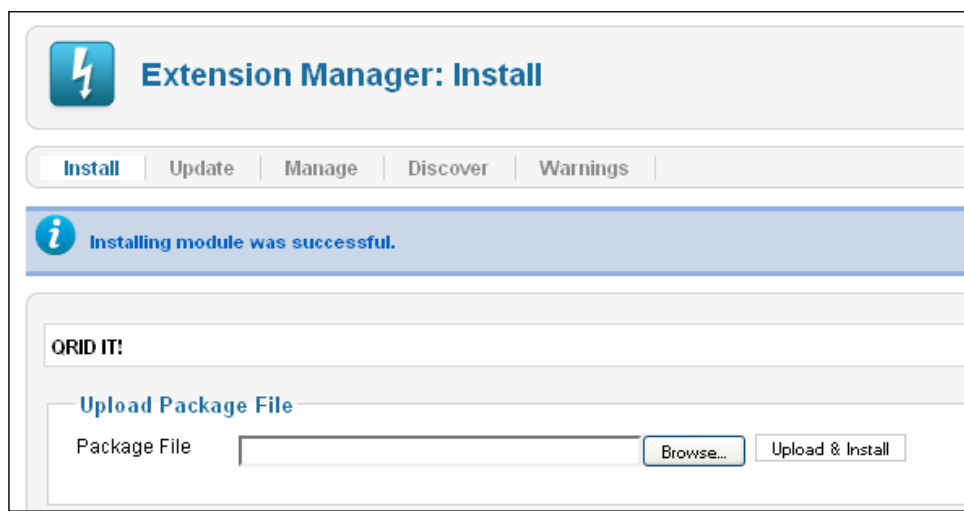 Extension Manager: Install
Install Update Manage Discover Warnings
Installing module was successful.
QRID IT!
Upload Package File
Package File Browse... Upload & Install